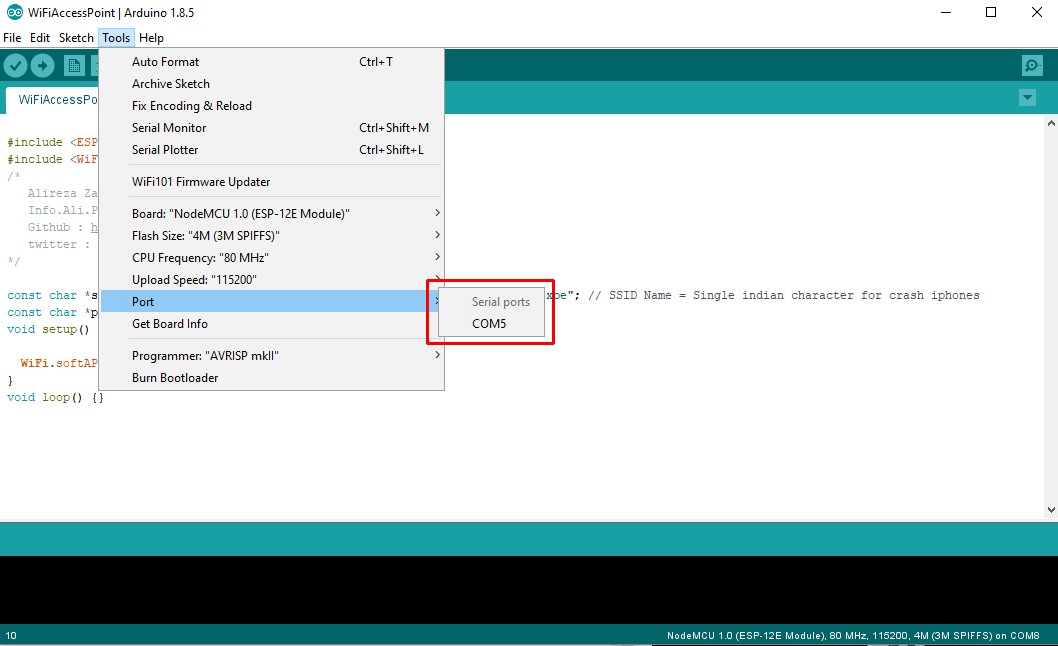 WiFiAccessPoint | Arduino 1.8.5
File Edit Sketch Tools Help
WiFiAccessPo
Auto Format Ctrl+T
Archive Sketch
Fix Encoding & Reload
Serial Monitor Ctrl+Shift+M
Serial Plotter Ctrl+Shift+L
WiFi101 Firmware Updater
Board: "NodeMCU 1.0 (ESP-12E Module)"
Flash Size: "4M (3M SPIFFS)"
CPU Frequency: "80 MHz"
Upload Speed: "115200"
Port
Get Board Info
Programmer: "AVRISP mkII"
Burn Bootloader
Serial ports
COM5
#include <ESP
#include <WiF
/*
Alireza Za
Info.Ali.P
Github : h
twitter :
*/
const char *s xpe"; // SSID Name = Single indian character for crash iphones
const char *p
void setup()
WiFi.softAP
}
void loop() {}
10
NodeMCU 1.0 (ESP-12E Module), 80 MHz, 115200, 4M (3M SPIFFS) on COM8